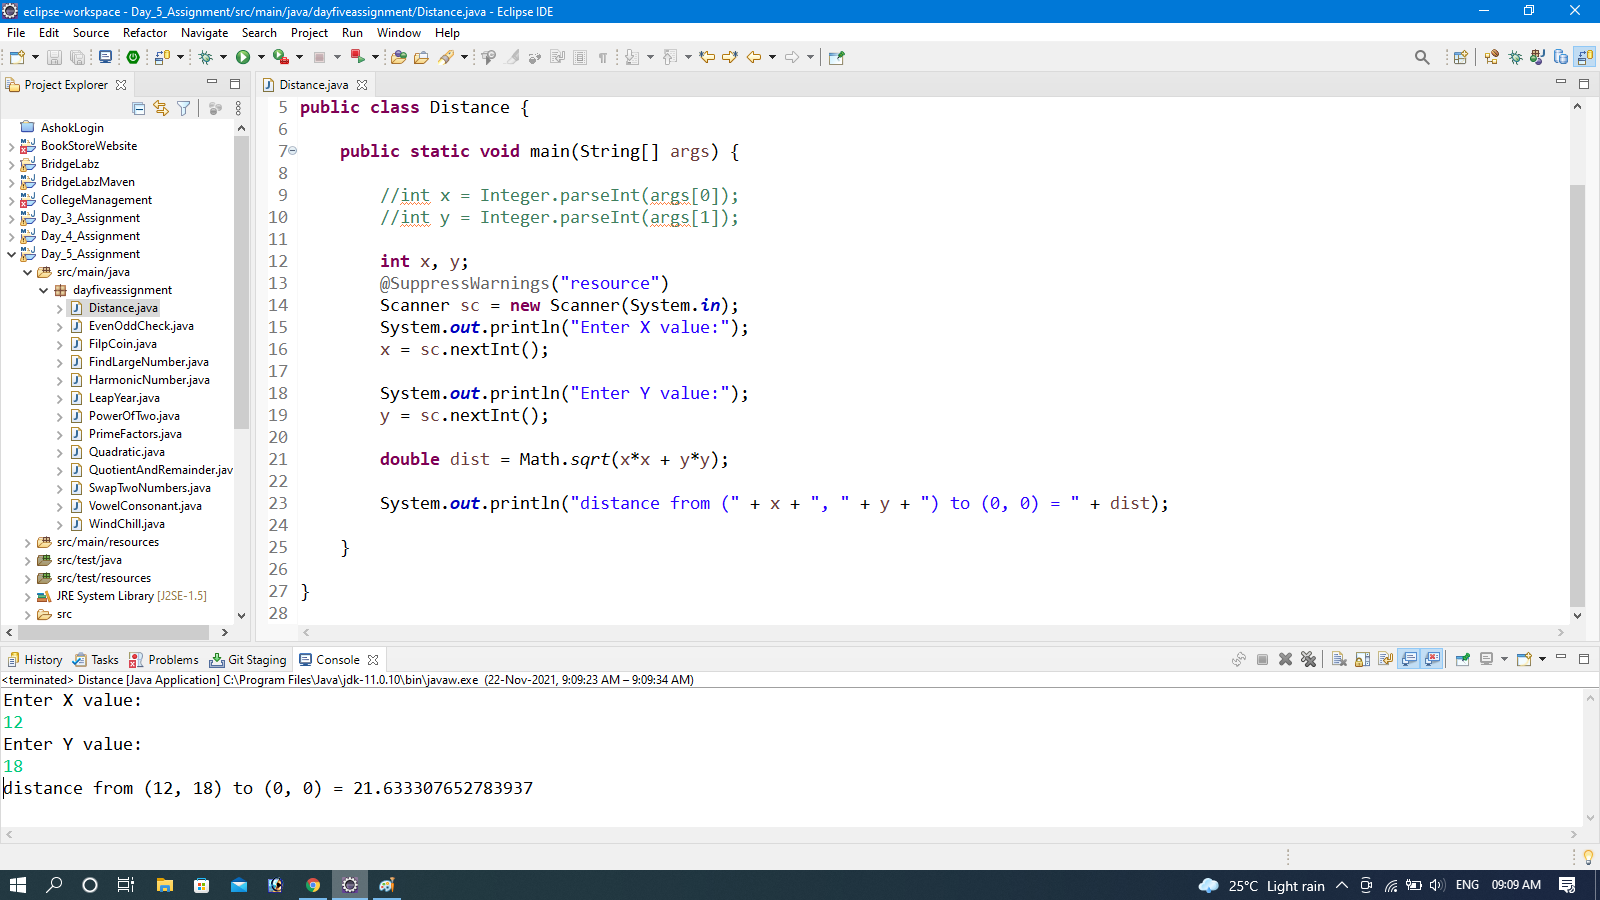 eclipse-workspace - Day_5_Assignment/src/main/java/dayfiveassignment/Distance.java - Eclipse IDE
File Edit Source Refactor Navigate Search Project Run Window Help
Project Explorer
AshokLogin
BookStoreWebsite
BridgeLabz
BridgeLabzMaven
CollegeManagement
Day_3_Assignment
Day_4_Assignment
Day_5_Assignment
src/main/java
dayfiveassignment
Distance.java
EvenOddCheck.java
FilpCoin.java
FindLargeNumber.java
HarmonicNumber.java
LeapYear.java
PowerOfTwo.java
PrimeFactors.java
Quadratic.java
QuotientAndRemainder.jav
SwapTwoNumbers.java
VowelConsonant.java
WindChill.java
src/main/resources
src/test/java
src/test/resources
JRE System Library [J2SE-1.5]
src
Distance.java
5 public class Distance {
6
7 public static void main(String[] args) {
8
9 //int x = Integer.parseInt(args[0]);
10 //int y = Integer.parseInt(args[1]);
11
12 int x, y;
13 @SuppressWarnings("resource")
14 Scanner sc = new Scanner(System.in);
15 System.out.println("Enter X value:");
16 x = sc.nextInt();
17
18 System.out.println("Enter Y value:");
19 y = sc.nextInt();
20
21 double dist = Math.sqrt(x*x + y*y);
22
23 System.out.println("distance from (" + x + ", " + y + ") to (0, 0) = " + dist);
24
25 }
26
27 }
28
History Tasks Problems Git Staging Console
<terminated> Distance [Java Application] C:\Program Files\Java\jdk-11.0.10\bin\javaw.exe (22-Nov-2021, 9:09:23 AM – 9:09:34 AM)
Enter X value:
12
Enter Y value:
18
distance from (12, 18) to (0, 0) = 21.633307652783937
25°C Light rain ENG 09:09 AM